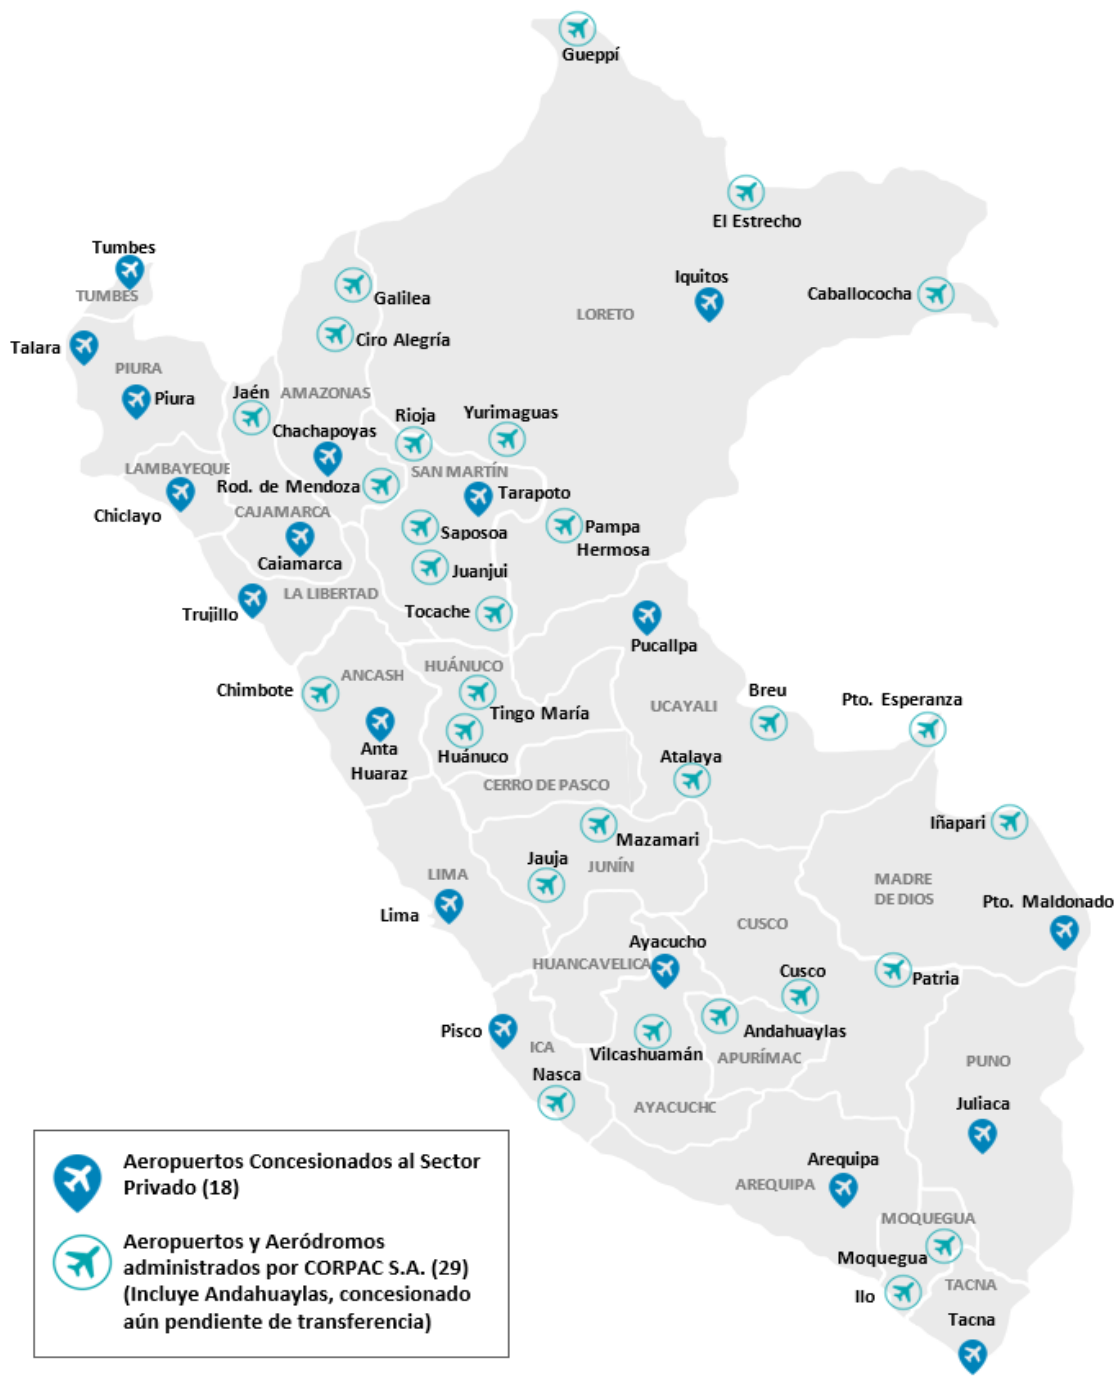 Gueppí
El Estrecho
Tumbes
Iquitos
TUMBES
Galilea
Caballococha
LORETO
Talara
Ciro Alegría
PIURA
Piura
Jaén
AMAZONAS
Rioja
Yurimaguas
Chachapoyas
LAMBAYEQUE
SAN MARTÍN
Rod. de Mendoza
Tarapoto
Chiclayo
CAJAMARCA
Saposoa
Pampa
Hermosa
Caiamarca
Juanjui
LA LIBERTAD
Trujillo
Tocache
Pucallpa
HUÁNUCO
ANCASH
Chimbote
Breu
Pto. Esperanza
UCAYALI
Tingo María
Anta
Huaraz
Huánuco
Atalaya
CERRO DE PASCO
Iñapari
Mazamari
Jauja
JUNÍN
LIMA
MADRE
DE DIOS
Pto. Maldonado
Lima
CUSCO
Ayacucho
HUANCAVELICA
Cusco
Patria
Pisco
Andahuaylas
ICA
Vilcashuamán
APURÍMAC
PUNO
Nasca
AYACUCHC
Juliaca
Arequipa
AREQUIPA
MOQUEGUA
Moquegua
TACNA
Ilo
Tacna
Aeropuertos Concesionados al Sector
Privado (18)
Aeropuertos y Aeródromos
administrados por CORPAC S.A. (29)
(Incluye Andahuaylas, concesionado
aún pendiente de transferencia)